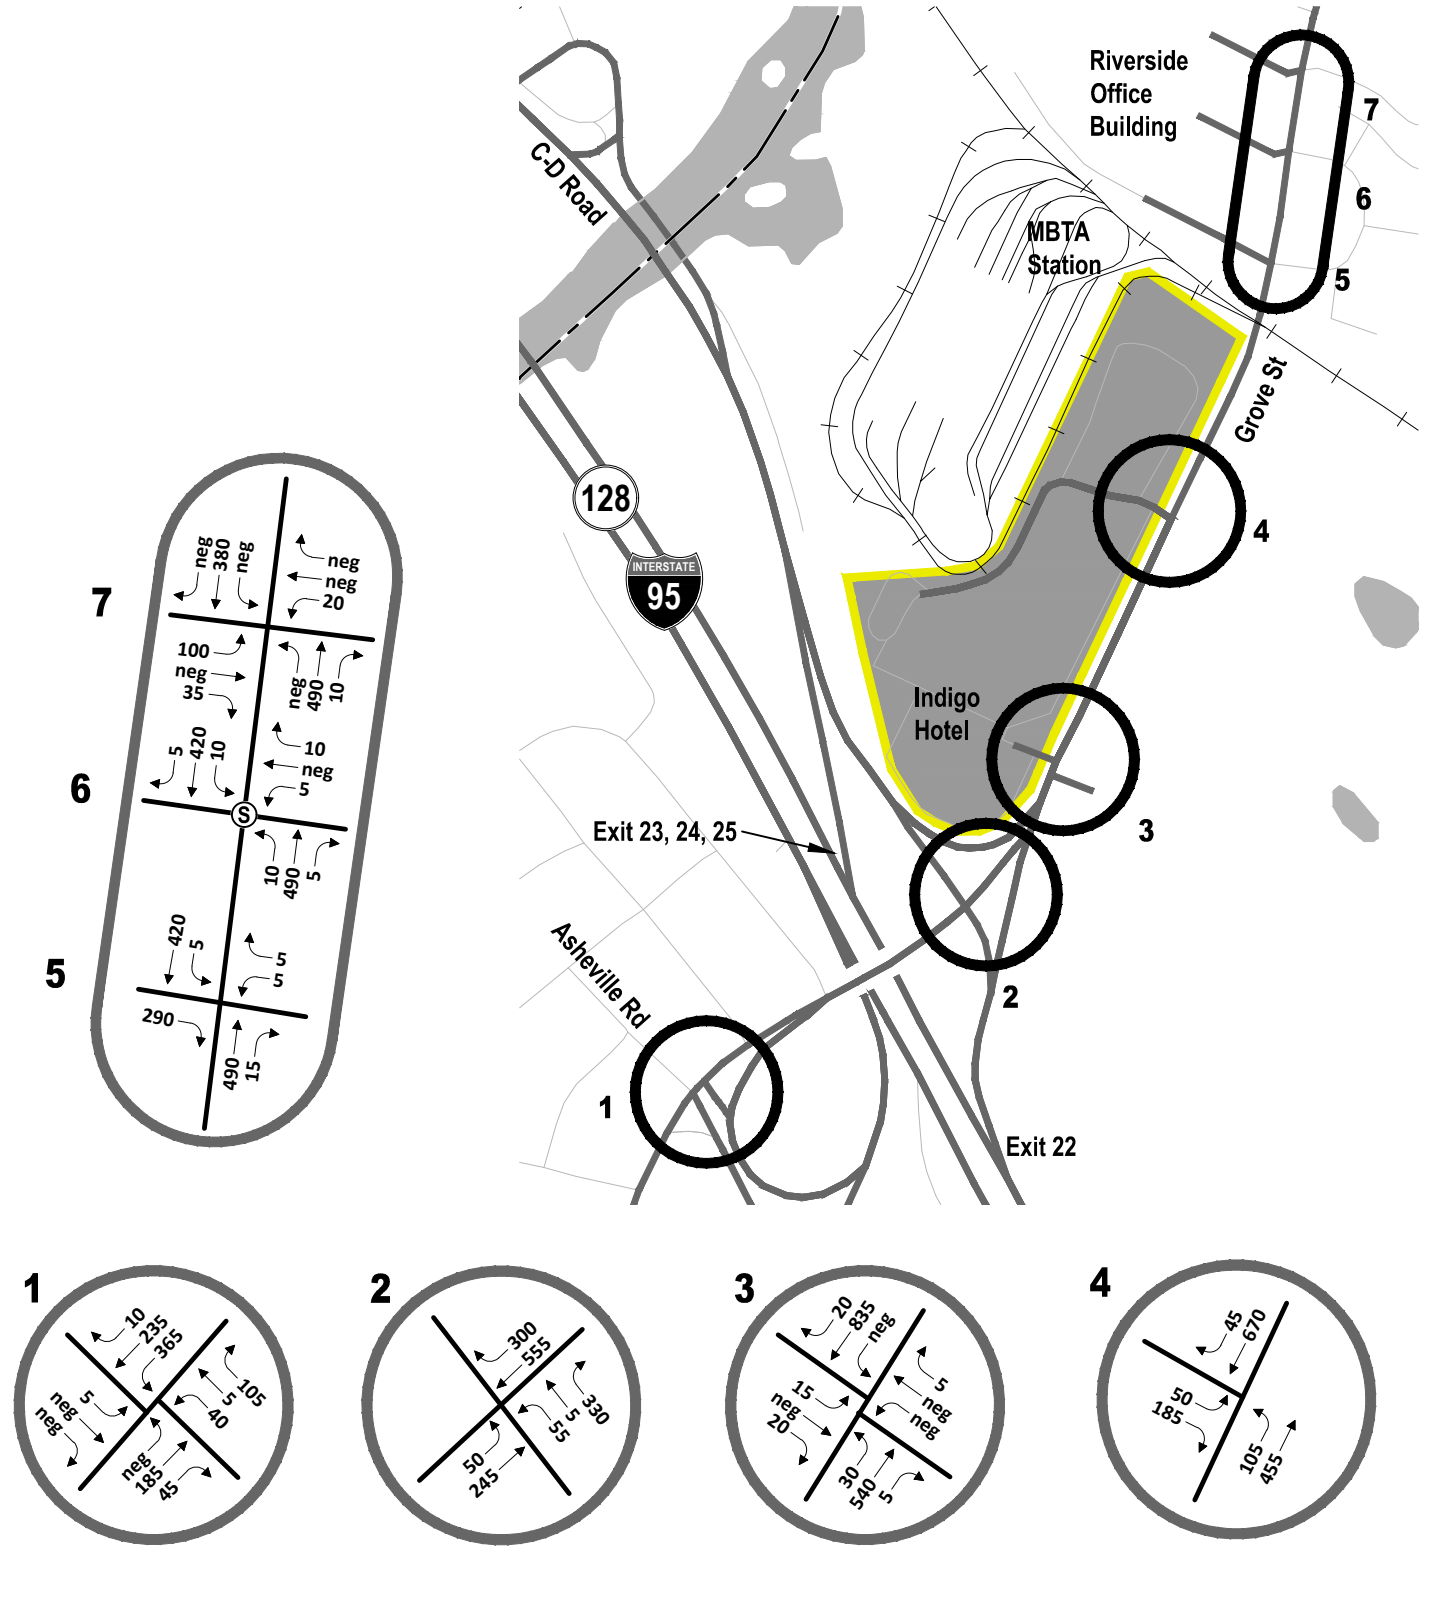 Riverside
Office
Building
7
6
5
C-D Road
MBTA
Station
Grove St
128
INTERSTATE
95
4
Indigo
Hotel
3
Exit 23, 24, 25
2
Asheville Rd
1
Exit 22
7
neg
380
neg
neg
neg
20
100
neg
35
neg
490
10
6
5
420
10
10
neg
5
S
10
490
5
5
420
5
5
5
290
490
15
1
10
235
365
105
5
40
5
neg
neg
neg
185
45
2
300
555
330
5
55
50
245
3
20
835
neg
5
neg
neg
15
neg
20
30
540
5
4
45
670
50
185
105
455